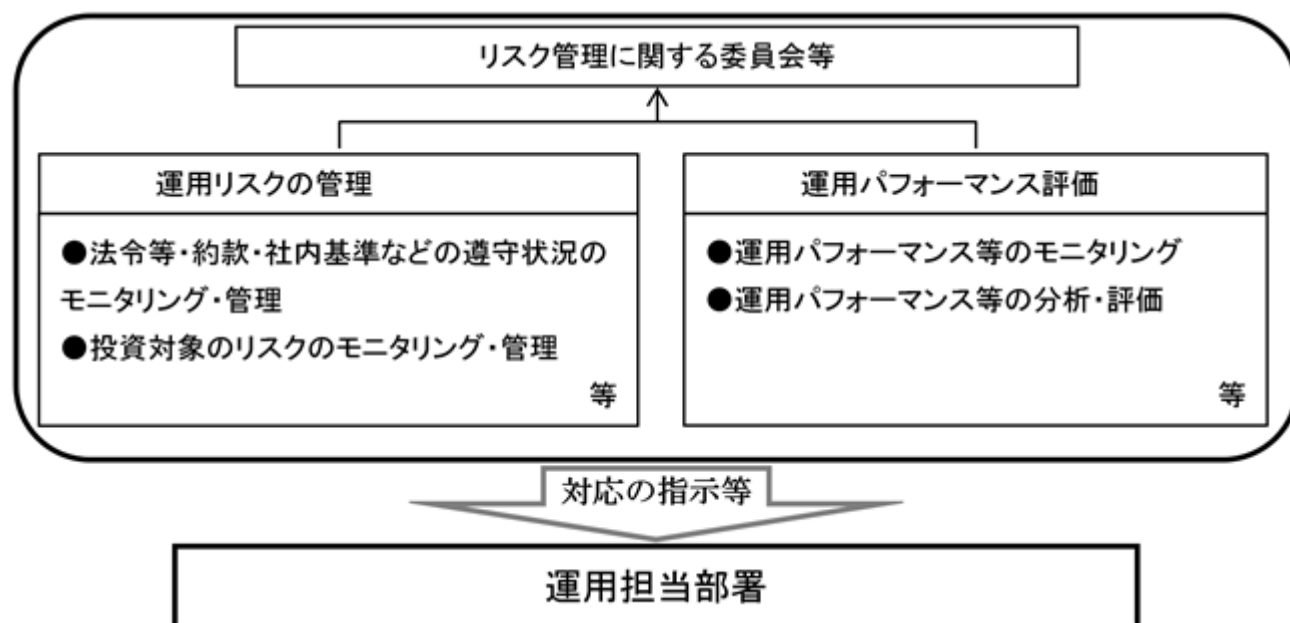 リスク管理に関する委員会等
運用リスクの管理
●法令等・約款・社内基準などの遵守状況の
モニタリング・管理
●投資対象のリスクのモニタリング・管理
等
運用パフォーマンス評価
●運用パフォーマンス等のモニタリング
●運用パフォーマンス等の分析・評価
等
対応の指示等
運用担当部署